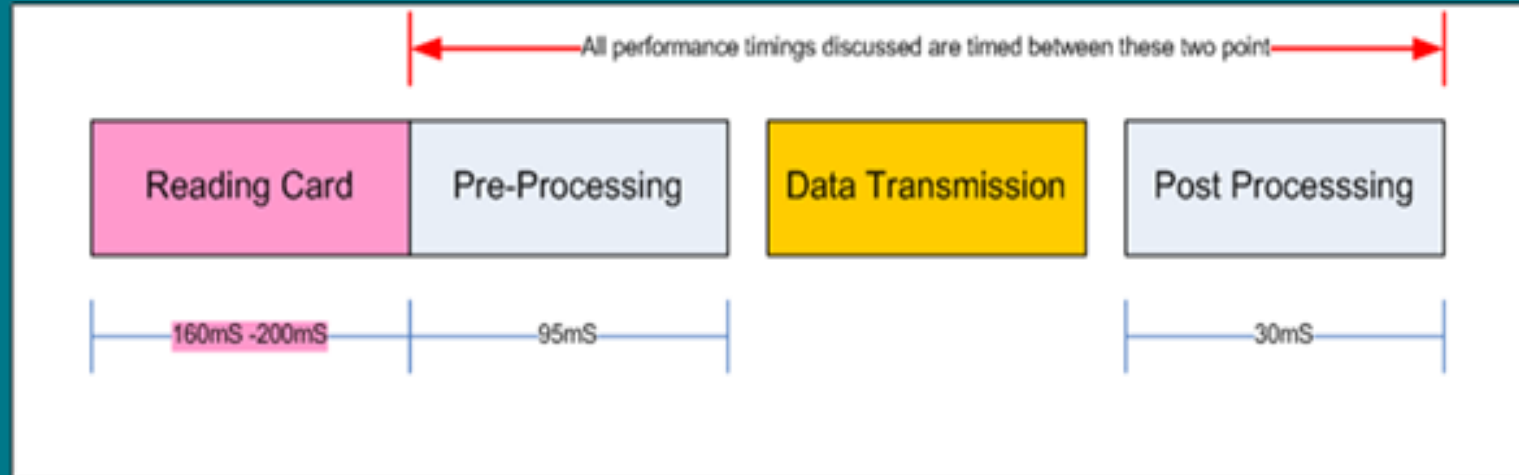 All performance timings discussed are timed between these two point
Reading Card
Pre-Processing
Data Transmission
Post Processsing
160mS -200mS
95mS
30mS